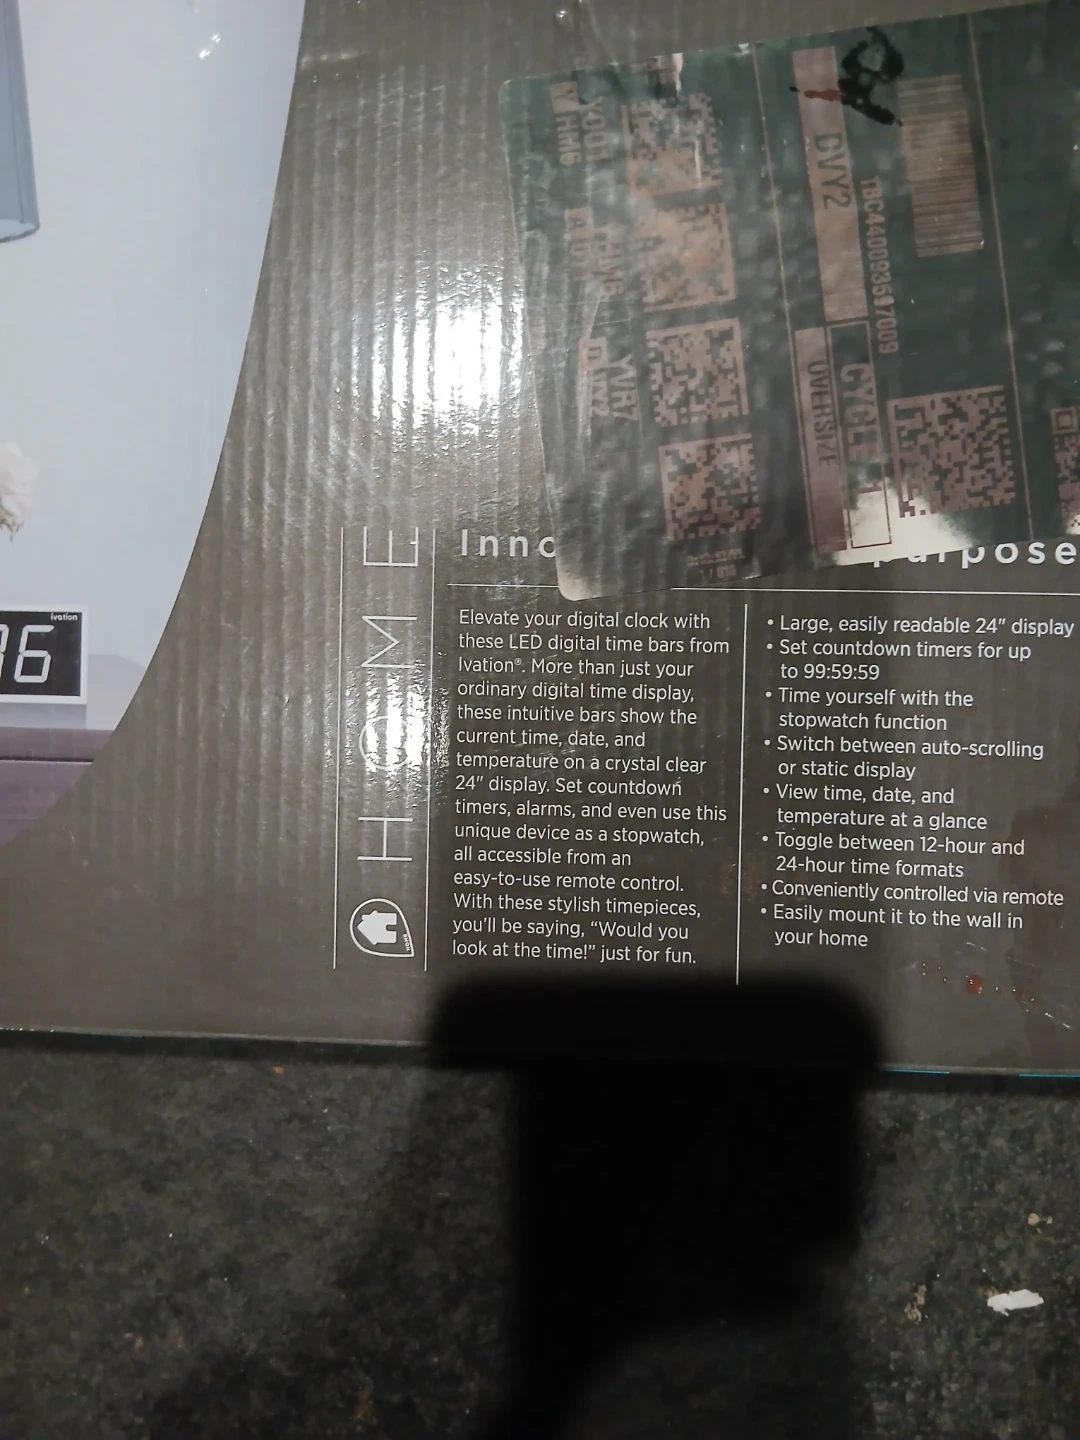 DVY2
TBC440093597009
CYCLE 1
OVERSIZE
YVR7
ivation
HOME
Elevate your digital clock with
these LED digital time bars from
Ivation®. More than just your
ordinary digital time display,
these intuitive bars show the
current time, date, and
temperature on a crystal clear
24" display. Set countdown
timers, alarms, and even use this
unique device as a stopwatch,
all accessible from an
easy-to-use remote control.
With these stylish timepieces,
you'll be saying, “Would you
look at the time!” just for fun.
• Large, easily readable 24" display
• Set countdown timers for up
to 99:59:59
• Time yourself with the
stopwatch function
• Switch between auto-scrolling
or static display
• View time, date, and
temperature at a glance
• Toggle between 12-hour and
24-hour time formats
• Conveniently controlled via remote
• Easily mount it to the wall in
your home